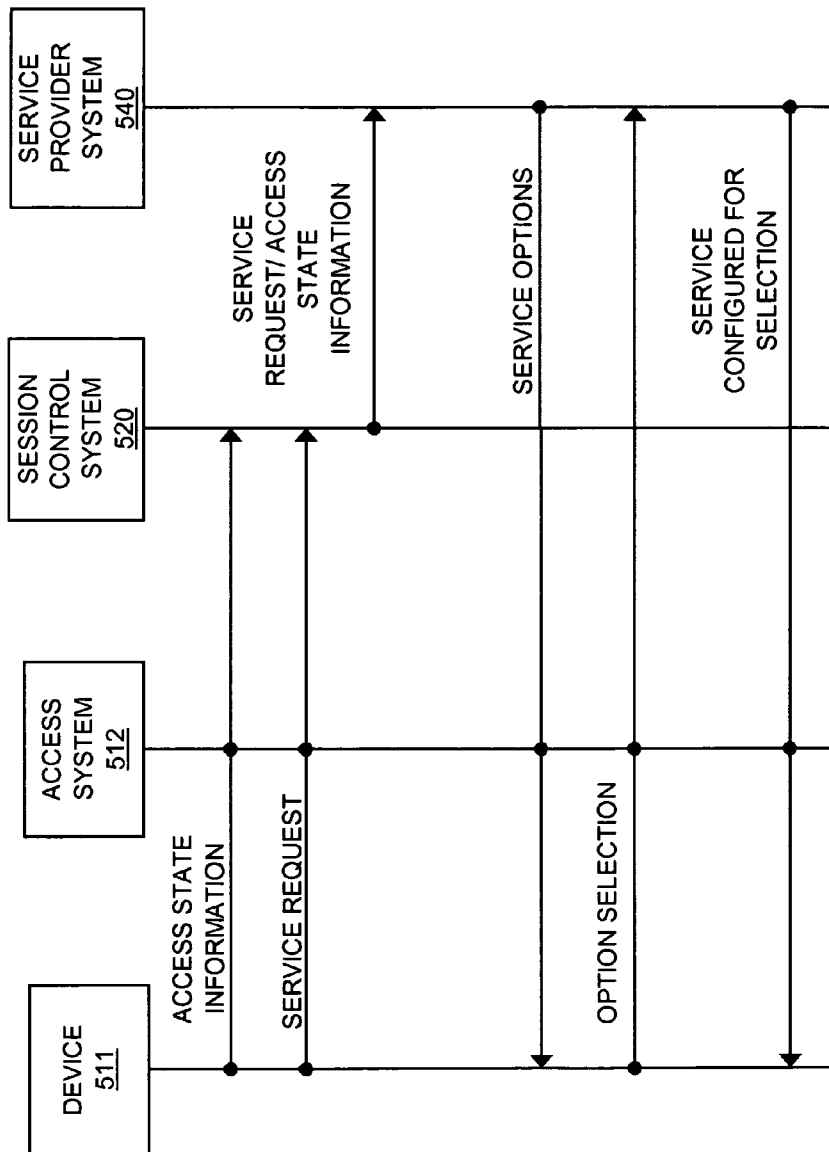 DEVICE
511
ACCESS
SYSTEM
512
SESSION
CONTROL
SYSTEM
520
SERVICE
PROVIDER
SYSTEM
540
ACCESS STATE
INFORMATION
SERVICE REQUEST
SERVICE
REQUEST/ ACCESS
STATE
INFORMATION
SERVICE OPTIONS
OPTION SELECTION
SERVICE
CONFIGURED FOR
SELECTION